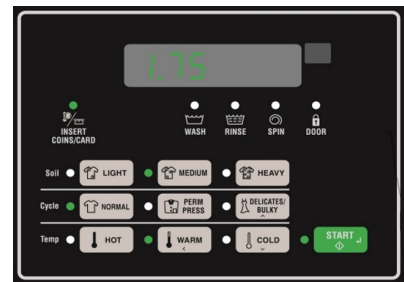 1.75
INSERT
COINS/CARD
WASH RINSE SPIN DOOR
Soil LIGHT MEDIUM HEAVY
Cycle NORMAL PERM PRESS DELICATES/ BULKY
Temp HOT WARM COLD START